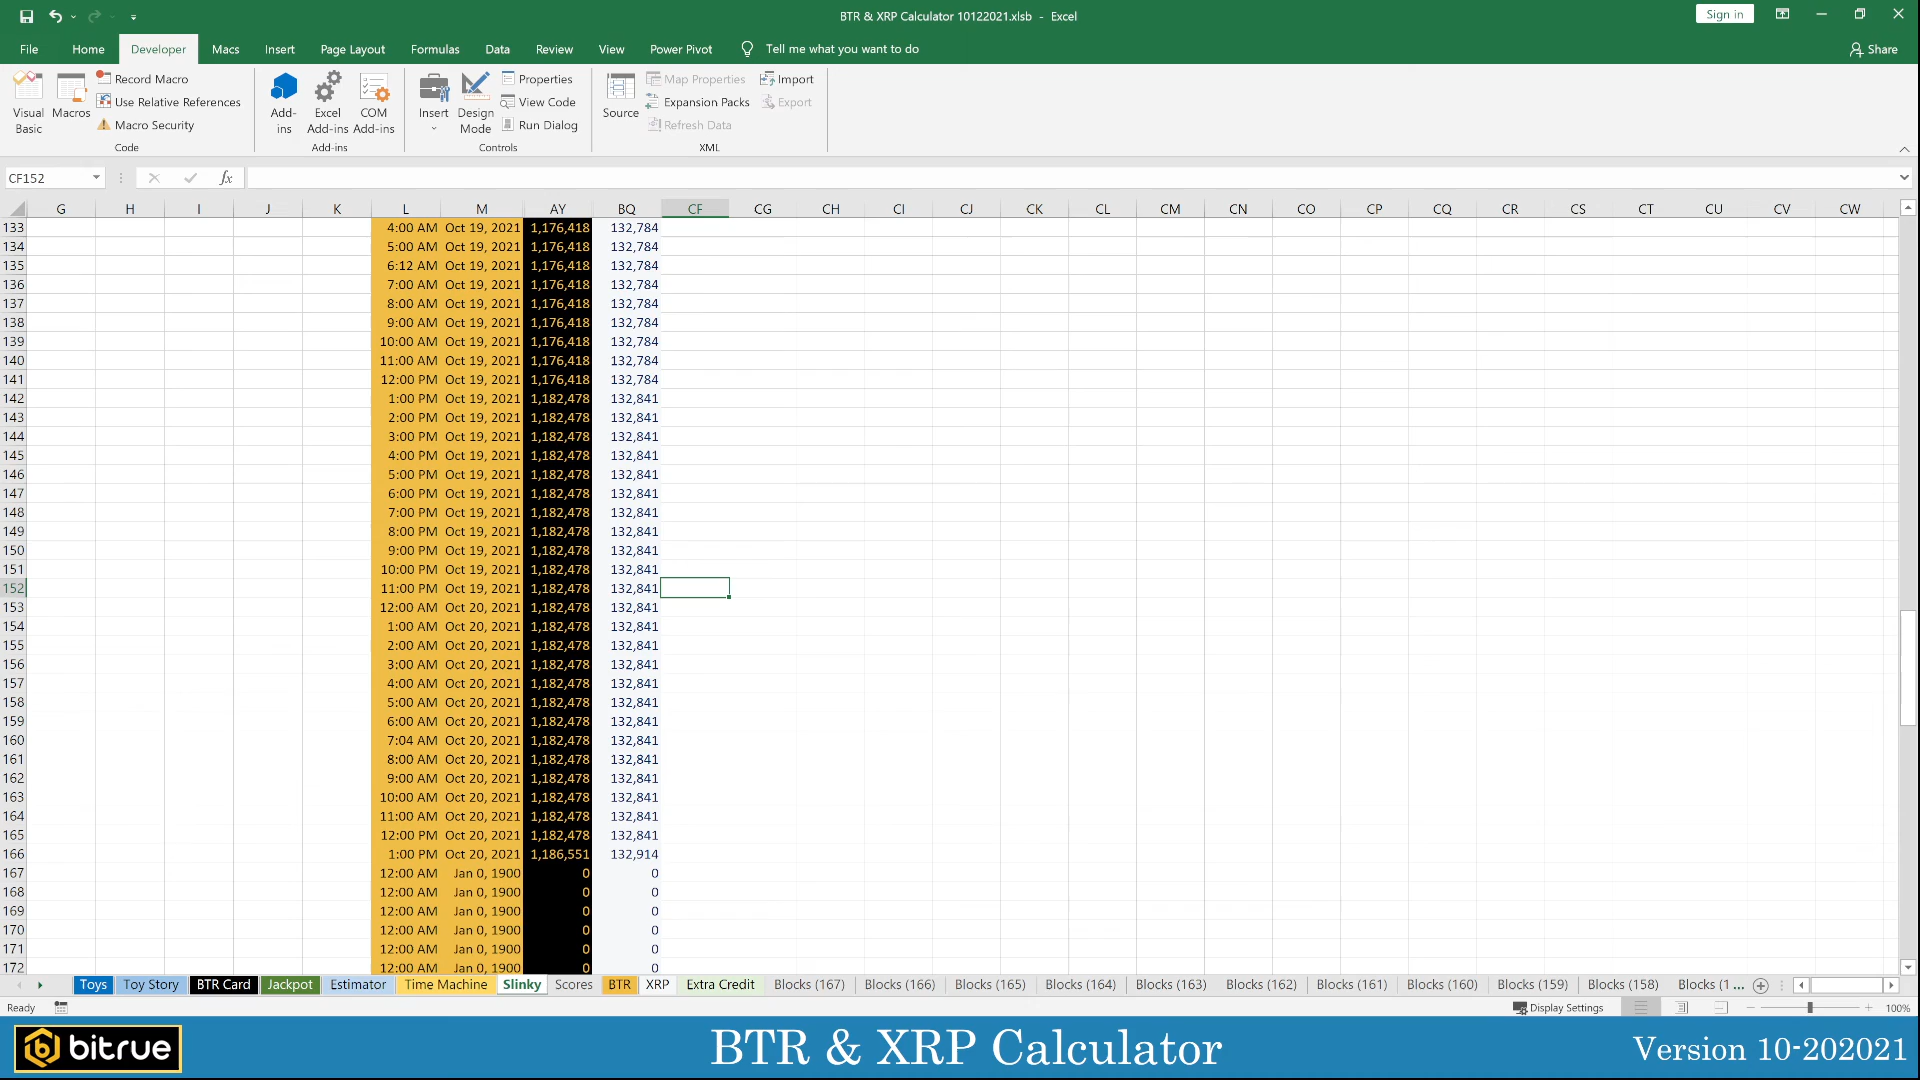 BTR & XRP Calculator 10122021.xlsb - Excel
Sign in
File Home Developer Macs Insert Page Layout Formulas Data Review View Power Pivot Tell me what you want to do Share
Visual Basic
Macros
Record Macro
Use Relative References
Macro Security
Code
Add-ins
Excel Add-ins
COM Add-ins
Add-ins
Insert
Design Mode
Properties
View Code
Run Dialog
Controls
Source
Map Properties
Expansion Packs
Refresh Data
Import
Export
XML
CF152 fx
G H I J K L M AY BQ CF CG CH CI CJ CK CL CM CN CO CP CQ CR CS CT CU CV CW
133 4:00 AM Oct 19, 2021 1,176,418 132,784
134 5:00 AM Oct 19, 2021 1,176,418 132,784
135 6:12 AM Oct 19, 2021 1,176,418 132,784
136 7:00 AM Oct 19, 2021 1,176,418 132,784
137 8:00 AM Oct 19, 2021 1,176,418 132,784
138 9:00 AM Oct 19, 2021 1,176,418 132,784
139 10:00 AM Oct 19, 2021 1,176,418 132,784
140 11:00 AM Oct 19, 2021 1,176,418 132,784
141 12:00 PM Oct 19, 2021 1,176,418 132,784
142 1:00 PM Oct 19, 2021 1,182,478 132,841
143 2:00 PM Oct 19, 2021 1,182,478 132,841
144 3:00 PM Oct 19, 2021 1,182,478 132,841
145 4:00 PM Oct 19, 2021 1,182,478 132,841
146 5:00 PM Oct 19, 2021 1,182,478 132,841
147 6:00 PM Oct 19, 2021 1,182,478 132,841
148 7:00 PM Oct 19, 2021 1,182,478 132,841
149 8:00 PM Oct 19, 2021 1,182,478 132,841
150 9:00 PM Oct 19, 2021 1,182,478 132,841
151 10:00 PM Oct 19, 2021 1,182,478 132,841
152 11:00 PM Oct 19, 2021 1,182,478 132,841
153 12:00 AM Oct 20, 2021 1,182,478 132,841
154 1:00 AM Oct 20, 2021 1,182,478 132,841
155 2:00 AM Oct 20, 2021 1,182,478 132,841
156 3:00 AM Oct 20, 2021 1,182,478 132,841
157 4:00 AM Oct 20, 2021 1,182,478 132,841
158 5:00 AM Oct 20, 2021 1,182,478 132,841
159 6:00 AM Oct 20, 2021 1,182,478 132,841
160 7:04 AM Oct 20, 2021 1,182,478 132,841
161 8:00 AM Oct 20, 2021 1,182,478 132,841
162 9:00 AM Oct 20, 2021 1,182,478 132,841
163 10:00 AM Oct 20, 2021 1,182,478 132,841
164 11:00 AM Oct 20, 2021 1,182,478 132,841
165 12:00 PM Oct 20, 2021 1,182,478 132,841
166 1:00 PM Oct 20, 2021 1,186,551 132,914
167 12:00 AM Jan 0, 1900 0 0
168 12:00 AM Jan 0, 1900 0 0
169 12:00 AM Jan 0, 1900 0 0
170 12:00 AM Jan 0, 1900 0 0
171 12:00 AM Jan 0, 1900 0 0
172 12:00 AM Jan 0, 1900 0 0
Toys Toy Story BTR Card Jackpot Estimator Time Machine Slinky Scores BTR XRP Extra Credit Blocks (167) Blocks (166) Blocks (165) Blocks (164) Blocks (163) Blocks (162) Blocks (161) Blocks (160) Blocks (159) Blocks (158) Blocks (1 ...
Ready Display Settings 100%
bitrue BTR & XRP Calculator Version 10-202021